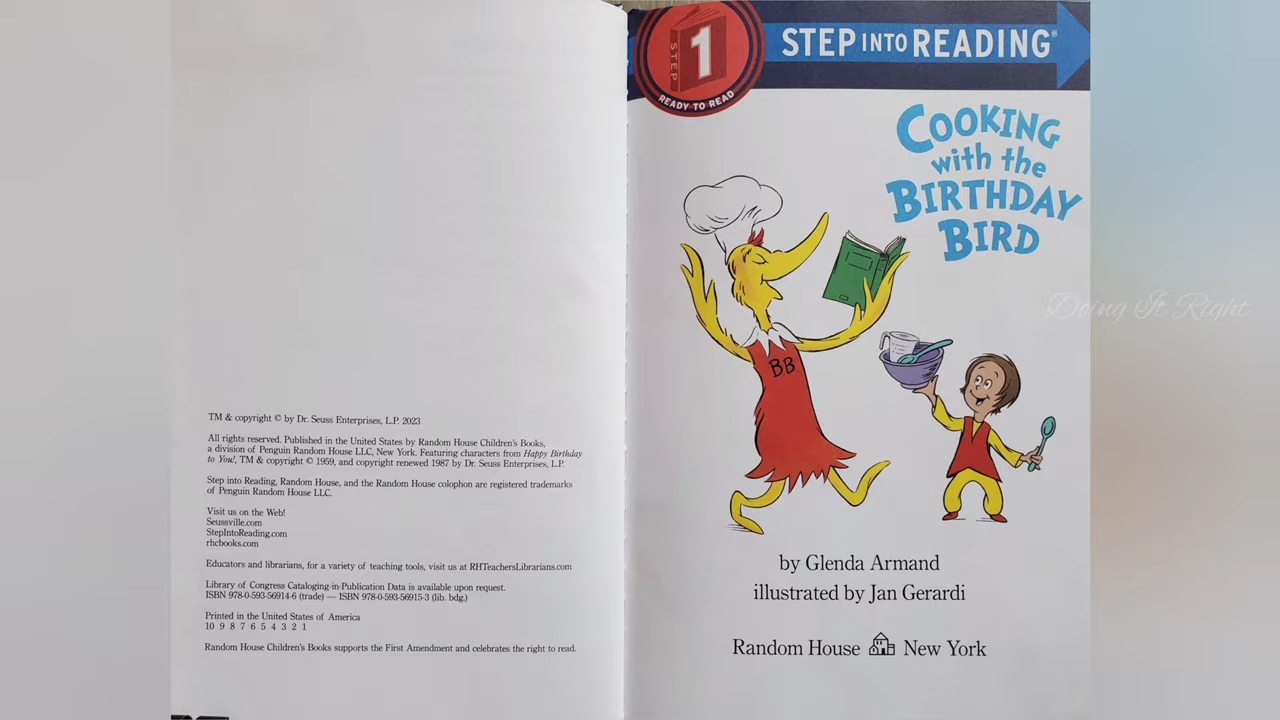 TM & copyright © by Dr. Seuss Enterprises, L.P. 2023
All rights reserved. Published in the United States by Random House Children's Books,
a division of Penguin Random House LLC, New York. Featuring characters from Happy Birthday
to You!, TM & copyright © 1959, and copyright renewed 1987 by Dr. Seuss Enterprises, L.P.
Step into Reading, Random House, and the Random House colophon are registered trademarks
of Penguin Random House LLC.
Visit us on the Web!
Seussville.com
StepIntoReading.com
rhcbooks.com
Educators and librarians, for a variety of teaching tools, visit us at RHTeachersLibrarians.com
Library of Congress Cataloging-in-Publication Data is available upon request.
ISBN 978-0-593-56914-6 (trade) — ISBN 978-0-593-56915-3 (lib. bdg.)
Printed in the United States of America
10 9 8 7 6 5 4 3 2 1
Random House Children's Books supports the First Amendment and celebrates the right to read.
STEP 1
READY TO READ
STEP INTO READING®
COOKING
with the
BIRTHDAY
BIRD
BB
by Glenda Armand
illustrated by Jan Gerardi
Random House New York
Doing It Right